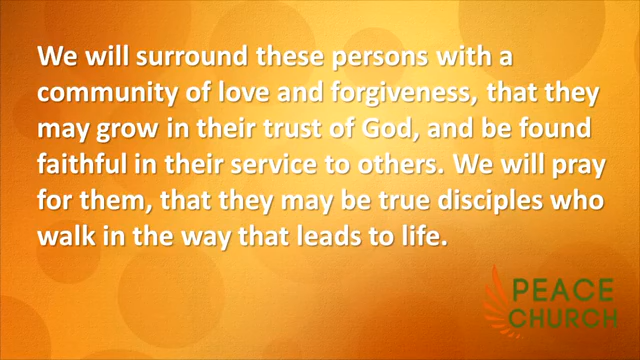 We will surround these persons with a
community of love and forgiveness, that they
may grow in their trust of God, and be found
faithful in their service to others. We will pray
for them, that they may be true disciples who
walk in the way that leads to life.
PEACE
CHURCH